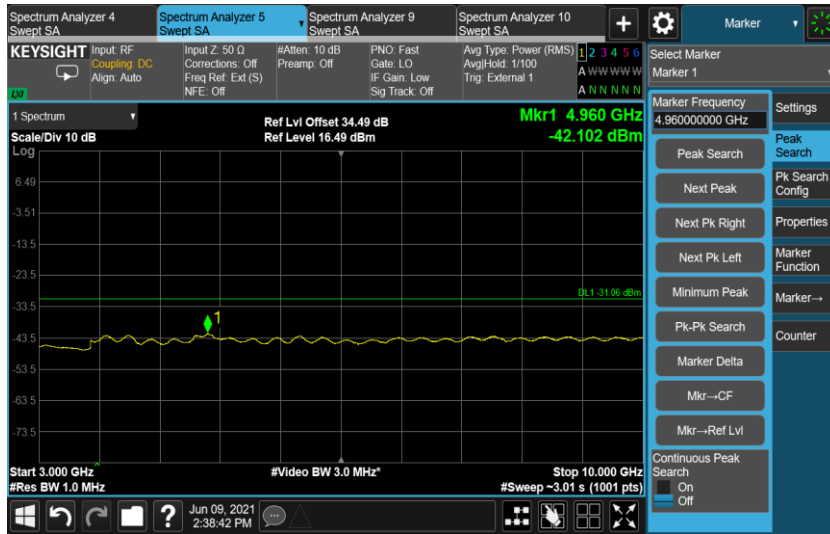 Spectrum Analyzer 4
Swept SA
Spectrum Analyzer 5
Swept SA
Spectrum Analyzer 9
Swept SA
Spectrum Analyzer 10
Swept SA
+
Marker
KEYSIGHT
LXI
Input: RF
Coupling: DC
Align: Auto
Input Z: 50 Ω
Corrections: Off
Freq Ref: Ext (S)
NFE: Off
#Atten: 10 dB
Preamp: Off
PNO: Fast
Gate: LO
IF Gain: Low
Sig Track: Off
Avg Type: Power (RMS)
Avg|Hold: 1/100
Trig: External 1
1 2 3 4 5 6
A W W W W W
A N N N N N
Select Marker
Marker 1
1 Spectrum
Scale/Div 10 dB
Log
Ref Lvl Offset 34.49 dB
Ref Level 16.49 dBm
Mkr1 4.960 GHz
-42.102 dBm
6.49
-3.51
-13.5
-23.5
-33.5
-43.5
-53.5
-63.5
-73.5
DL1 -31.06 dBm
1
Start 3.000 GHz
#Res BW 1.0 MHz
#Video BW 3.0 MHz*
Stop 10.000 GHz
#Sweep ~3.01 s (1001 pts)
Marker Frequency
4.960000000 GHz
Peak Search
Next Peak
Next Pk Right
Next Pk Left
Minimum Peak
Pk-Pk Search
Marker Delta
Mkr→CF
Mkr→Ref Lvl
Continuous Peak
Search
On
Off
Settings
Peak
Search
Pk Search
Config
Properties
Marker
Function
Marker→
Counter
?
Jun 09, 2021
2:38:42 PM